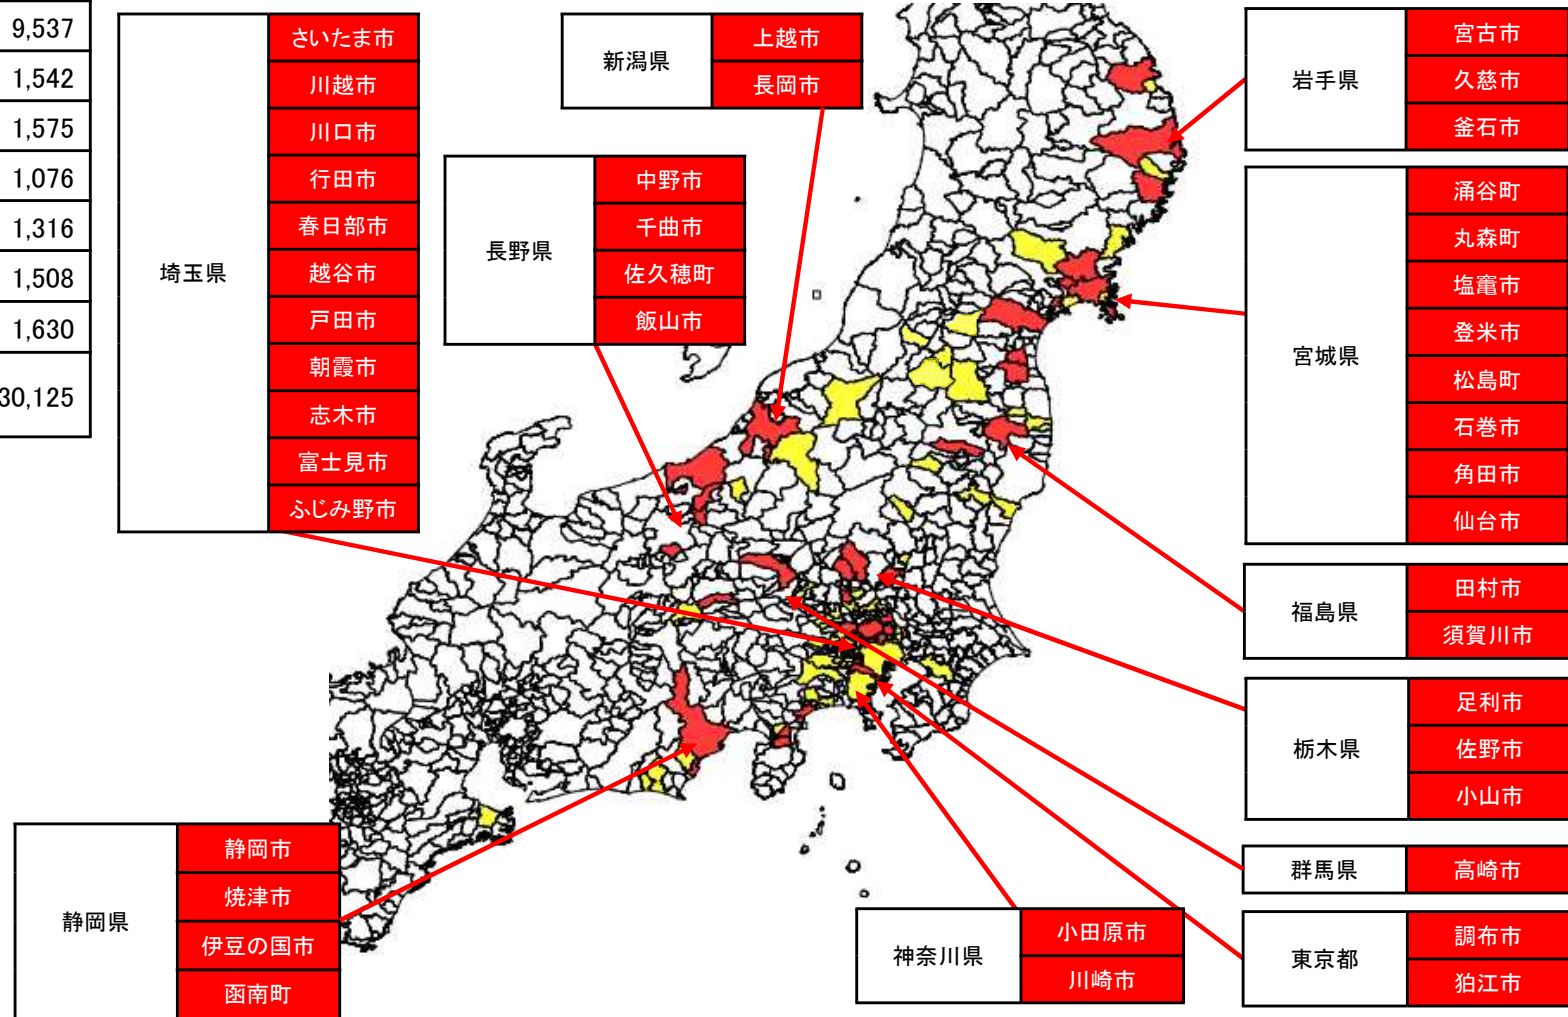 9,537
1,542
1,575
1,076
1,316
1,508
1,630
30,125
埼玉県
さいたま市
川越市
川口市
行田市
春日部市
越谷市
戸田市
朝霞市
志木市
富士見市
ふじみ野市
新潟県
上越市
長岡市
長野県
中野市
千曲市
佐久穂町
飯山市
岩手県
宮古市
久慈市
釜石市
宮城県
涌谷町
丸森町
塩竈市
登米市
松島町
石巻市
角田市
仙台市
福島県
田村市
須賀川市
栃木県
足利市
佐野市
小山市
群馬県
高崎市
東京都
調布市
狛江市
神奈川県
小田原市
川崎市
静岡県
静岡市
焼津市
伊豆の国市
函南町